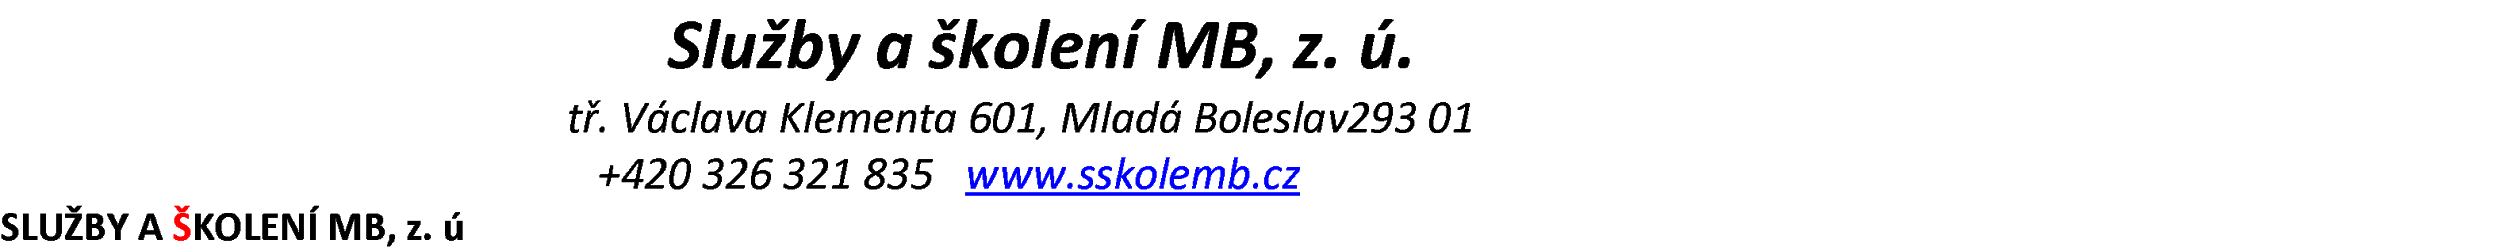 Služby a školení MB, z. ú.
tř. Václava Klementa 601, Mladá Boleslav293 01
+420 326 321 835 www.sskolemb.cz
SLUŽBY A ŠKOLENÍ MB, z. ú